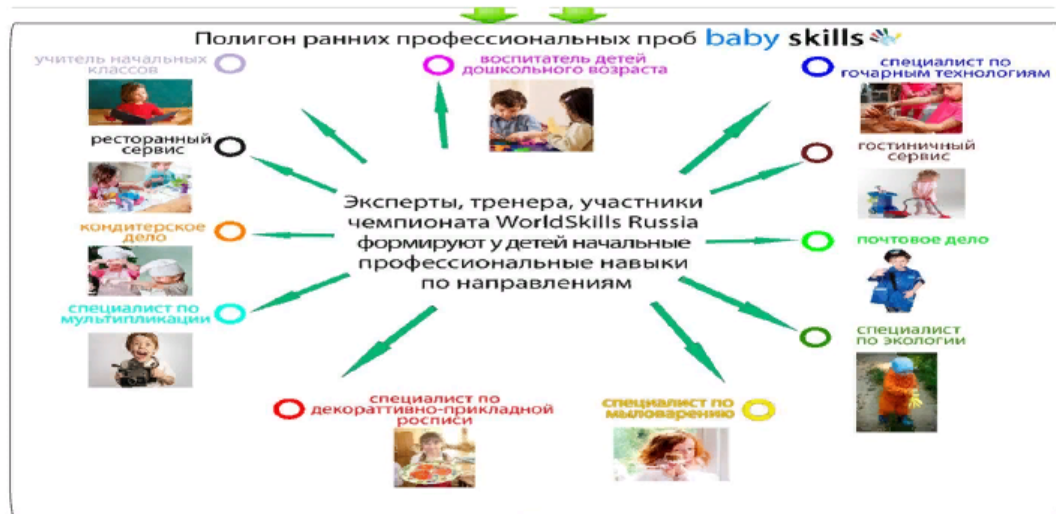 Полигон ранних профессиональных проб baby skills
учитель начальных
классов
воспитатель детей
дошкольного возраста
специалист по
гочарным технологиям
ресторанный
сервис
гостиничный
сервис
Эксперты, тренера, участники
чемпионата WorldSkills Russia
формируют у детей начальные
профессиональные навыки
по направлениям
кондитерское
дело
почтовое дело
специалист по
мультипликации
специалист
по экологии
специалист по
декораттивно-прикладной
росписи
специалист по
мыловарению